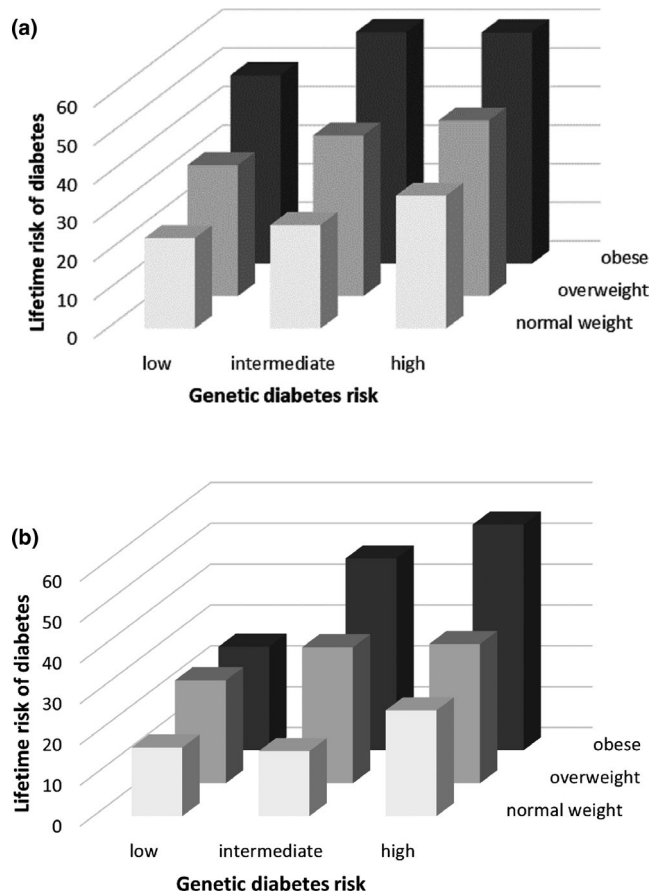 (a)
Lifetime risk of diabetes
60
50
40
30
20
10
0
obese
overweight
normal weight
low intermediate high
Genetic diabetes risk
(b)
Lifetime risk of diabetes
60
50
40
30
20
10
0
obese
overweight
normal weight
low intermediate high
Genetic diabetes risk